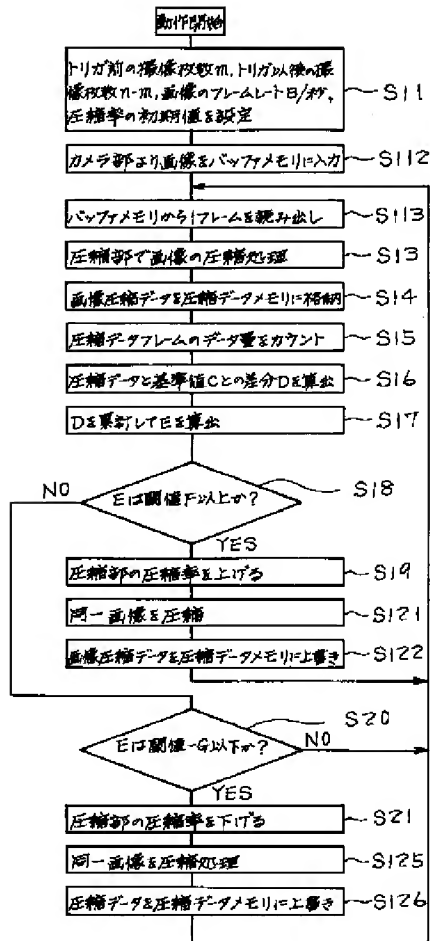 動作開始
トリガ前の撮像枚数m,トリガ以後の撮
像枚数n-m,画像のフレームレートB/秒,
圧縮率の初期値を設定
S11
カメラ部より画像をバッファメモリに入力
S112
バッファメモリから1フレームを読み出し
S113
圧縮部で画像の圧縮処理
S13
画像圧縮データを圧縮データメモリに格納
S14
圧縮データフレームのデータ量をカウント
S15
圧縮データと基準値Cとの差分Dを算出
S16
Dを累計してEを算出
S17
NO
Eは閾値F以上か?
S18
YES
圧縮部の圧縮率を上げる
S19
同一画像を圧縮
S121
画像圧縮データを圧縮データメモリに上書き
S122
Eは閾値-G以下か?
S20
NO
YES
圧縮部の圧縮率を下げる
S21
同一画像を圧縮処理
S125
圧縮データを圧縮データメモリに上書き
S126